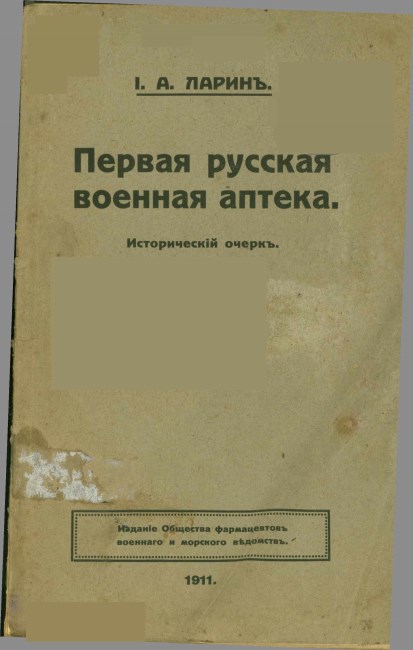 І. А. ЛАРИНЪ.
Первая русская
военная аптека.
Историческій очеркъ.
Изданіе Общества фармацевтовъ
военнаго и морского вѣдомствъ.
1911.